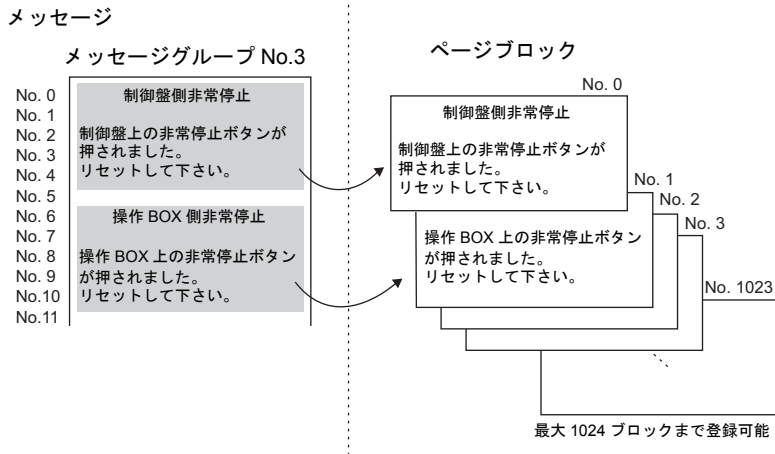 メッセージ
メッセージグループ No.3
No. 0
No. 1
No. 2
No. 3
No. 4
No. 5
No. 6
No. 7
No. 8
No. 9
No.10
No.11
制御盤側非常停止
制御盤上の非常停止ボタンが
押されました。
リセットして下さい。
操作 BOX 側非常停止
操作 BOX 上の非常停止ボタン
が押されました。
リセットして下さい。
ページブロック
No. 0
制御盤側非常停止
制御盤上の非常停止ボタンが
押されました。
リセットして下さい。
No. 1
操作 BOX 上の非常停止ボタン
が押されました。
リセットして下さい。
No. 2
No. 3
No. 1023
最大 1024 ブロックまで登録可能